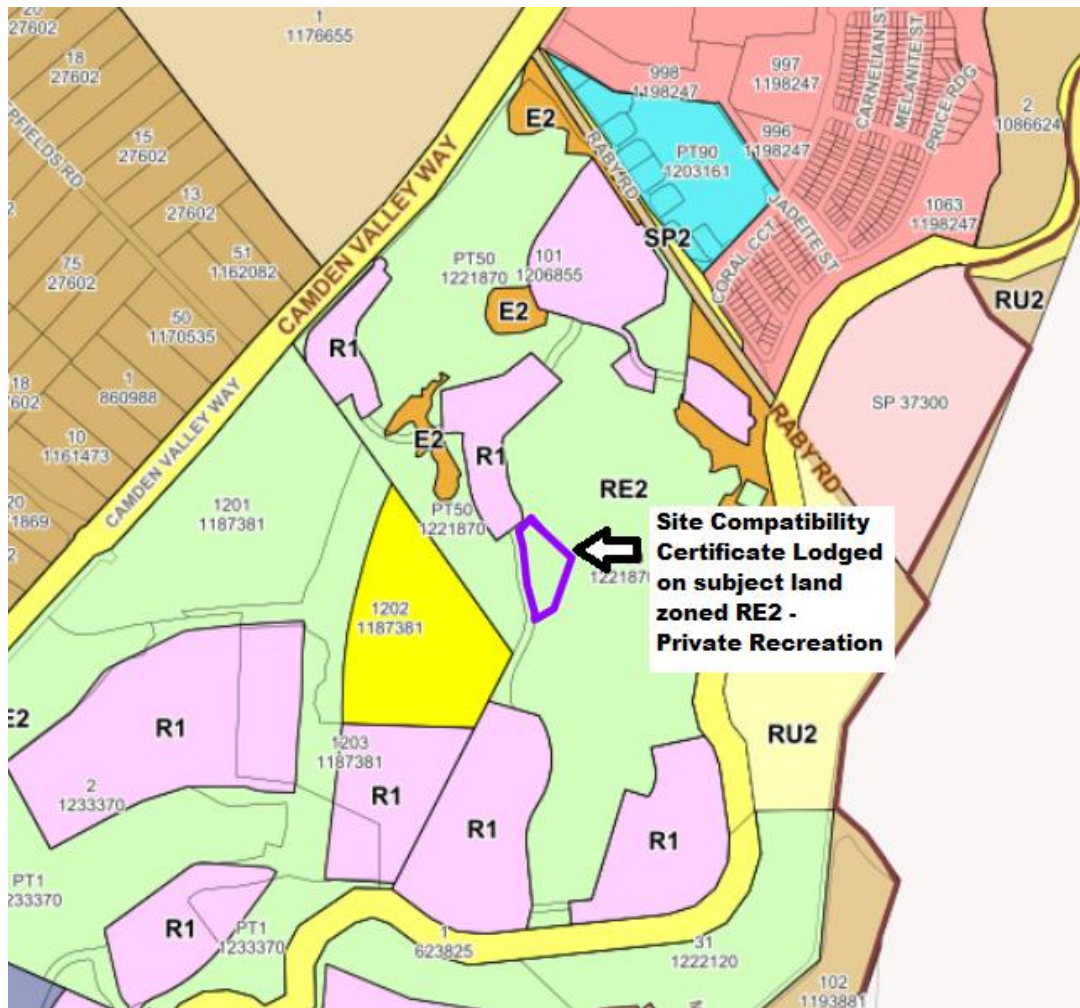 20
27602
18
27602
15
27602
13
27602
51
1162082
75
27602
50
1170535
1
860988
10
1161473
20
1869
18
602
1
1176655
CAMDEN VALLEY WAY
CAMDEN VALLEY WAY
998
1198247
997
1198247
996
1198247
CARNELIAN ST
MELANITE ST
PRICE RDG
2
1086624
PT90
1203161
RABY RD
JADEITE ST
CORAL CCT
1063
1198247
SP2
E2
PT50
1221870
101
1206855
E2
R1
RU2
SP 37300
RABY RD
E2
R1
RE2
1201
1187381
PT50
1221870
Site Compatibility
Certificate Lodged
on subject land
zoned RE2 -
Private Recreation
122187
1202
1187381
E2
R1
1203
1187381
R1
RU2
2
1233370
R1
R1
PT1
233370
R1
PT1
1233370
1
623825
31
1222120
102
1193881